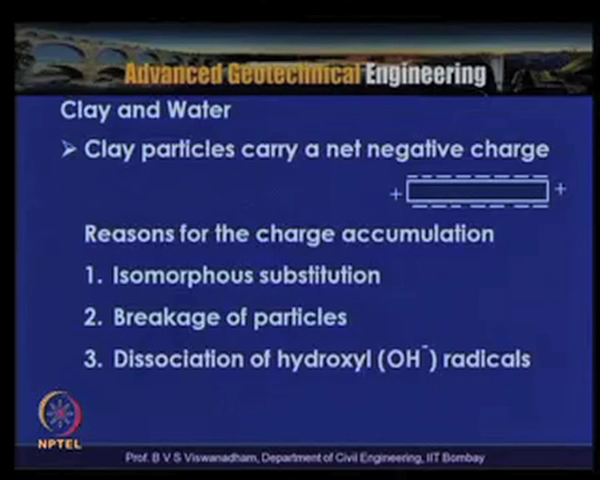 Advanced Geotechnical Engineering
Clay and Water
➢ Clay particles carry a net negative charge
+ +
Reasons for the charge accumulation
1. Isomorphous substitution
2. Breakage of particles
3. Dissociation of hydroxyl (OH⁻) radicals
NPTEL
Prof. B V S Viswanadham, Department of Civil Engineering, IIT Bombay